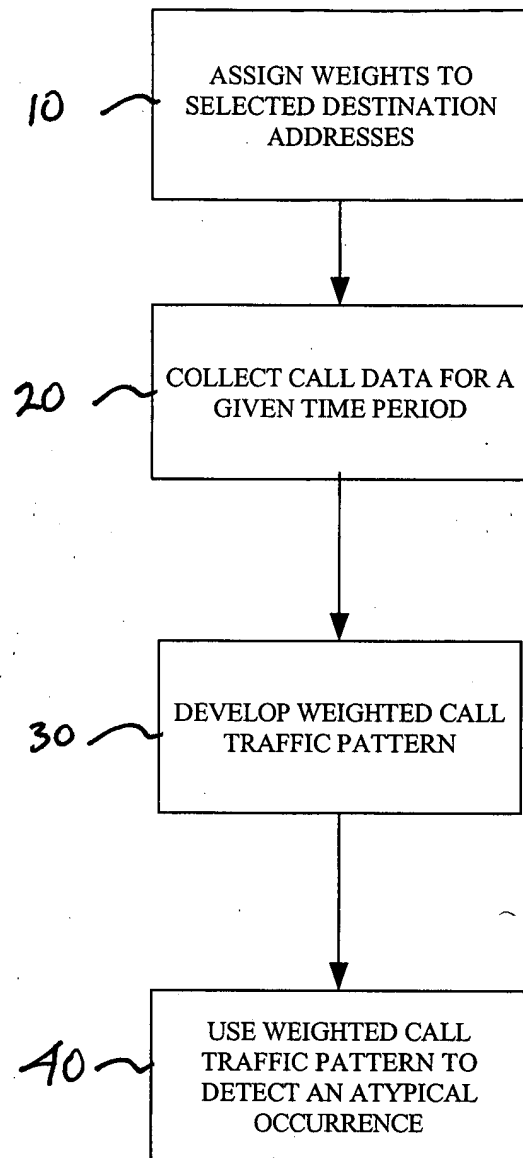 10
ASSIGN WEIGHTS TO
SELECTED DESTINATION
ADDRESSES
20
COLLECT CALL DATA FOR A
GIVEN TIME PERIOD
30
DEVELOP WEIGHTED CALL
TRAFFIC PATTERN
40
USE WEIGHTED CALL
TRAFFIC PATTERN TO
DETECT AN ATYPICAL
OCCURRENCE